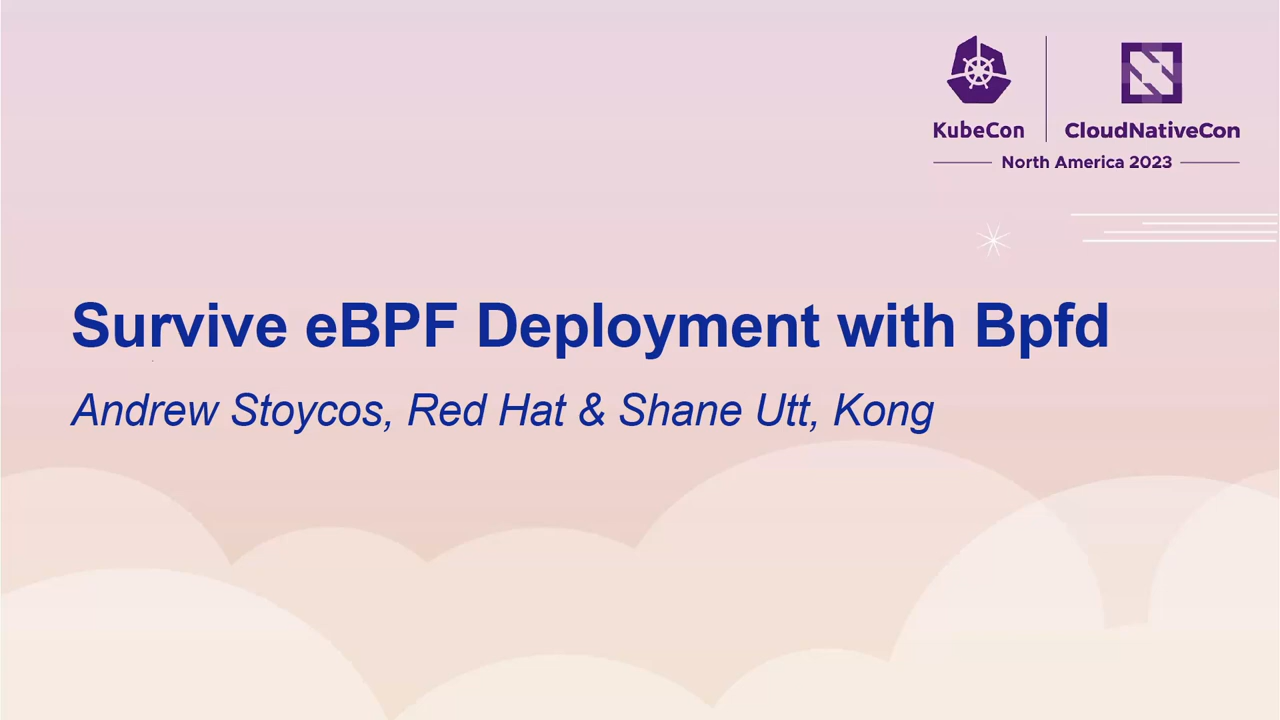 KubeCon
CloudNativeCon
North America 2023
Survive eBPF Deployment with Bpfd
Andrew Stoycos, Red Hat & Shane Utt, Kong